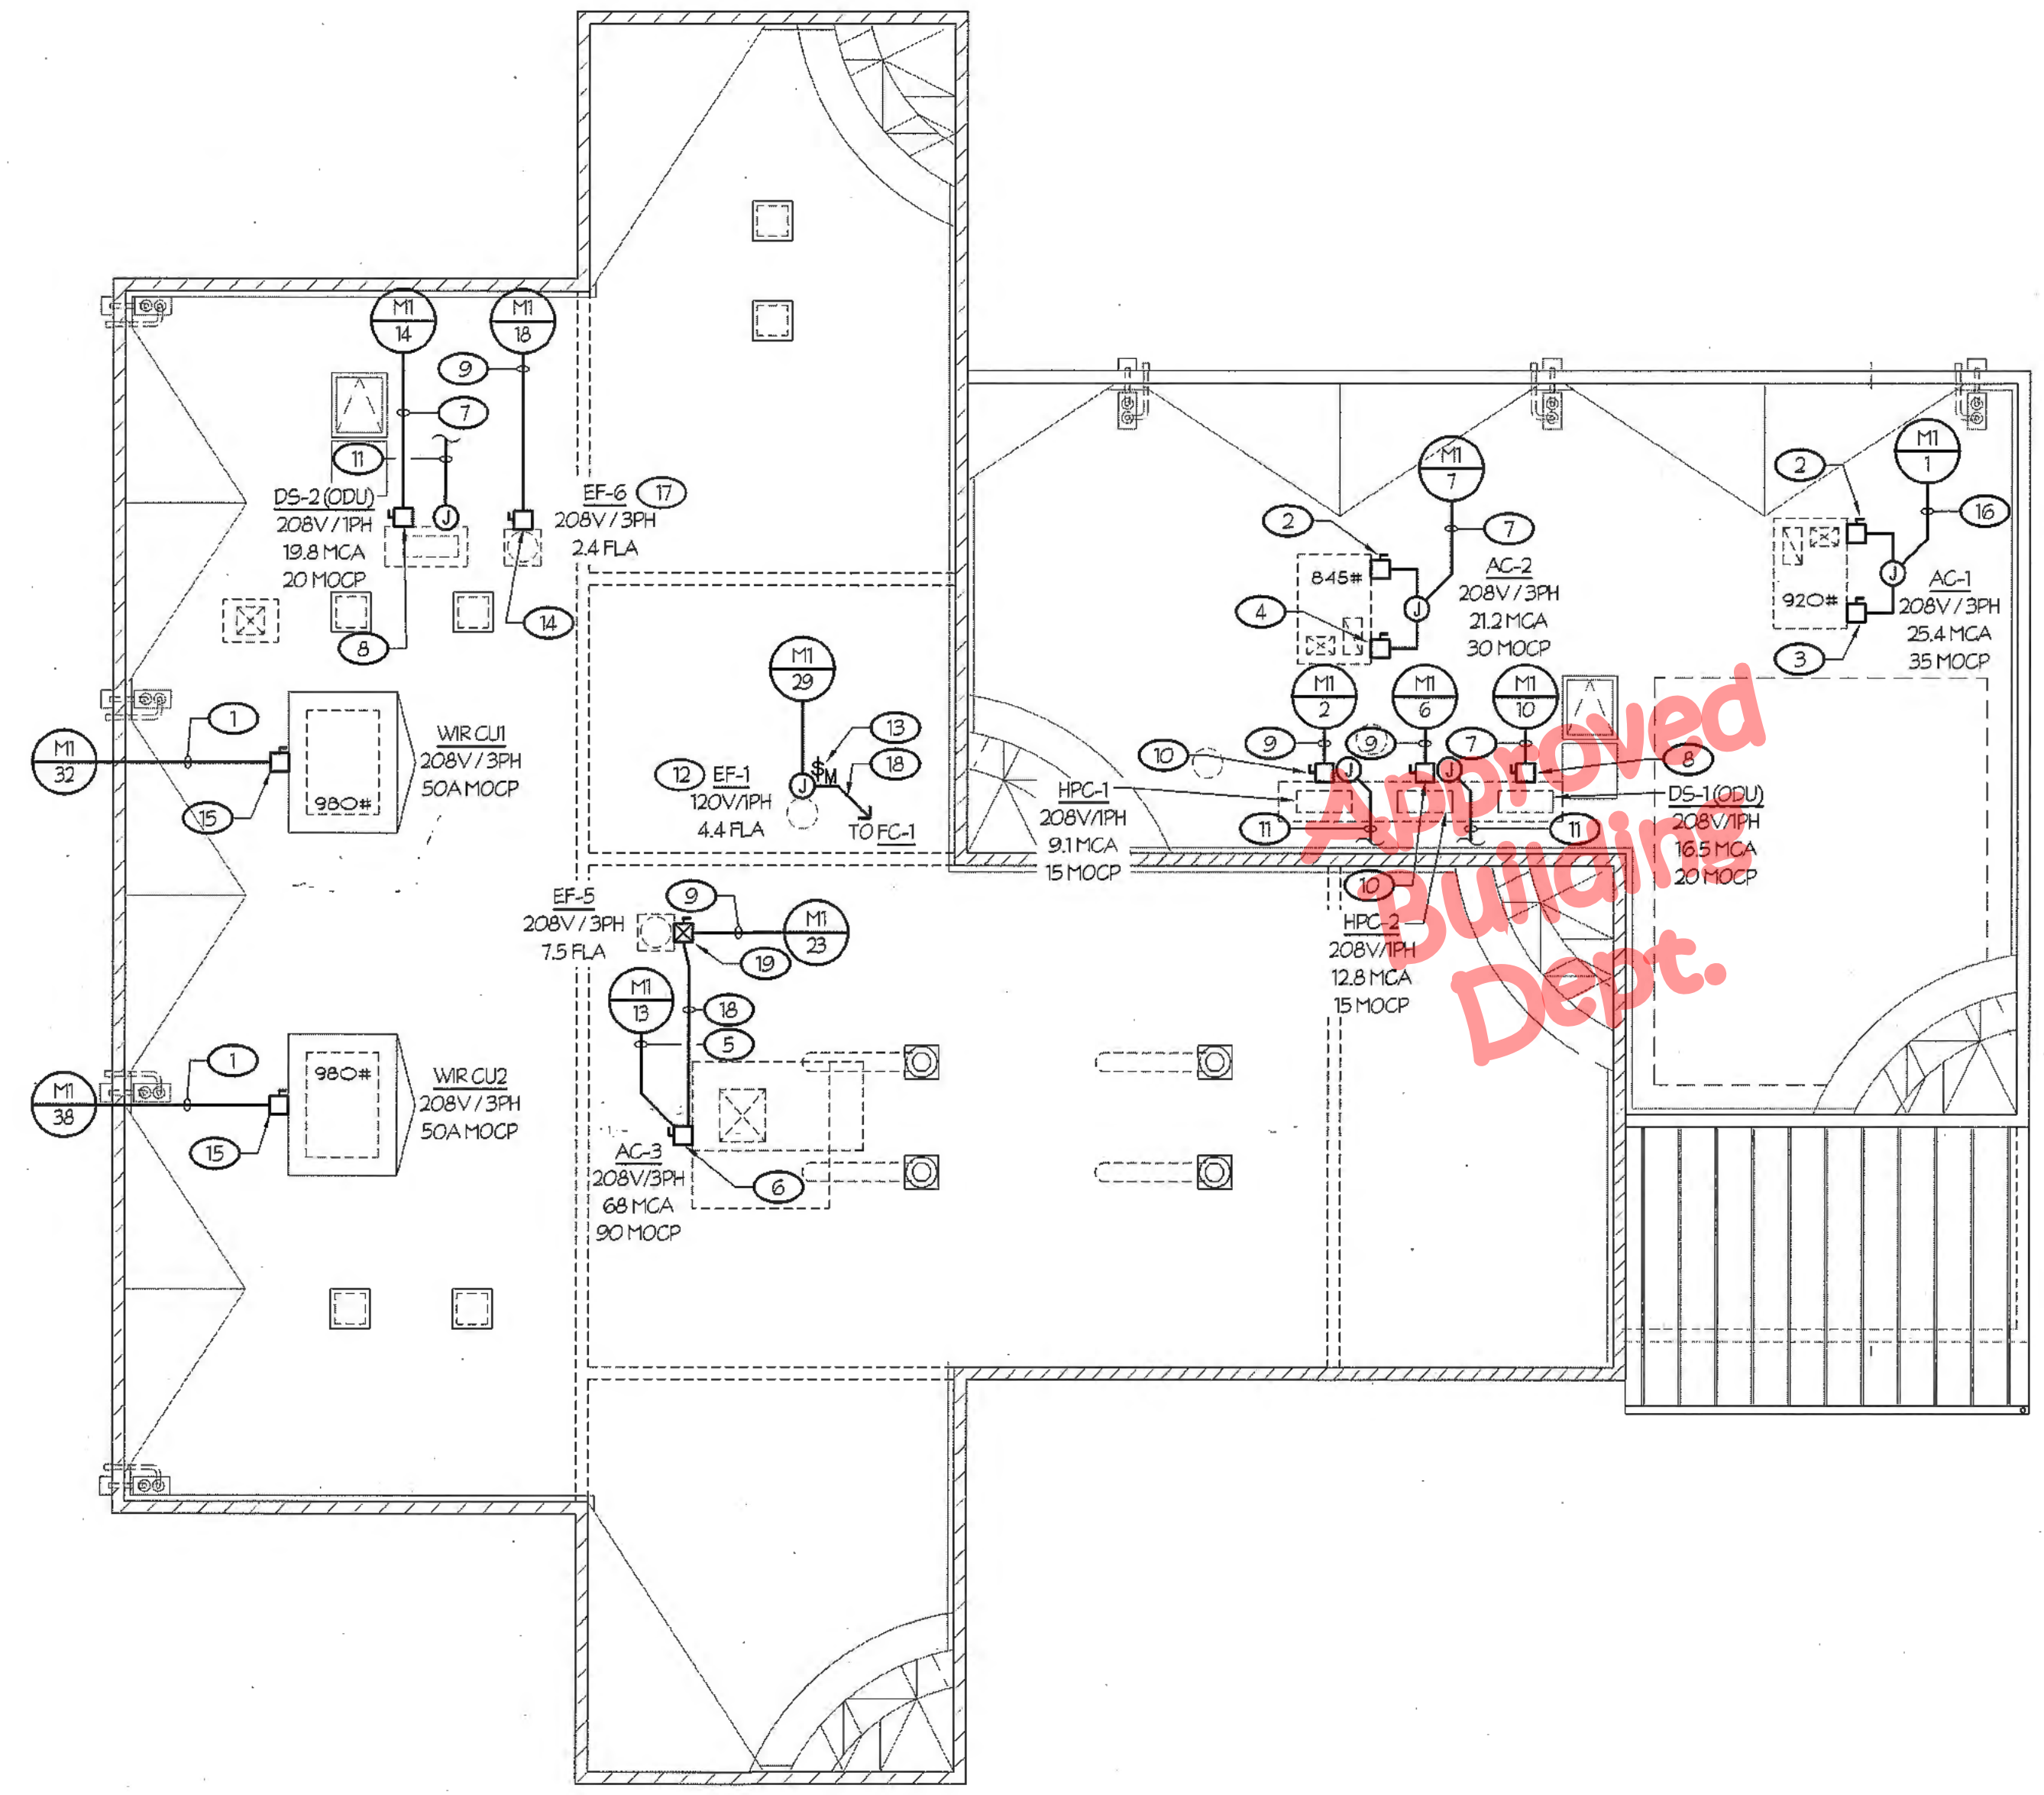 M1
14
M1
18
9
7
11
DS-2 (ODU)
208V/1PH
19.8 MCA
20 MOCP
J
EF-6
17
208V/3PH
2.4 FLA
14
8
M1
32
1
15
980#
WIR CU1
208V/3PH
50A MOCP
M1
38
1
15
980#
WIR CU2
208V/3PH
50A MOCP
M1
29
13
$M
18
J
12
EF-1
120V/1PH
4.4 FLA
TO FC-1
EF-5
208V/3PH
7.5 FLA
9
M1
23
19
M1
13
18
5
AC-3
208V/3PH
68 MCA
90 MOCP
6
M1
7
2
7
845#
4
J
AC-2
208V/3PH
21.2 MCA
30 MOCP
M1
1
2
16
920#
3
J
AC-1
208V/3PH
25.4 MCA
35 MOCP
M1
2
M1
6
M1
10
10
9
9
7
8
J
J
HPC-1
208V/1PH
9.1 MCA
15 MOCP
11
11
DS-1 (ODU)
208V/1PH
16.5 MCA
20 MOCP
10
HPC-2
208V/1PH
12.8 MCA
15 MOCP
Approved
Building
Dept.